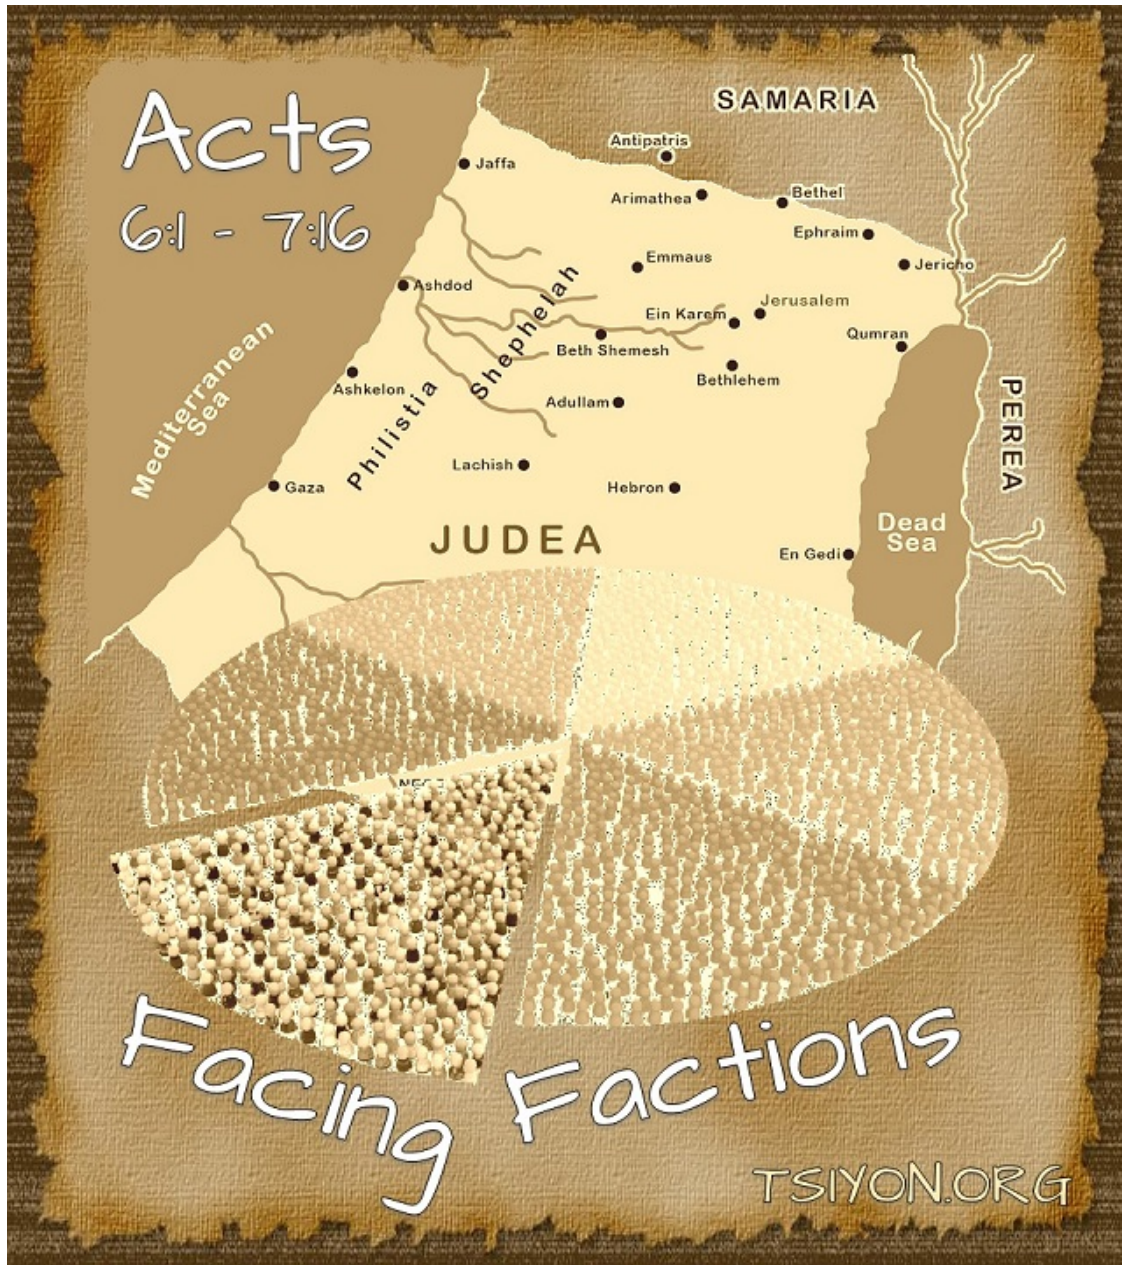 Acts
6:1 - 7:16
SAMARIA
Antipatris
Jaffa
Arimathea
Bethel
Ephraim
Emmaus
Jericho
Ashdod
Jerusalem
Ein Karem
Shephelah
Qumran
Beth Shemesh
Mediterranean
Sea
Bethlehem
Ashkelon
Adullam
Philistia
PEREA
Lachish
Gaza
Hebron
Dead
Sea
JUDEA
En Gedi
Facing Factions
TSIYON.ORG